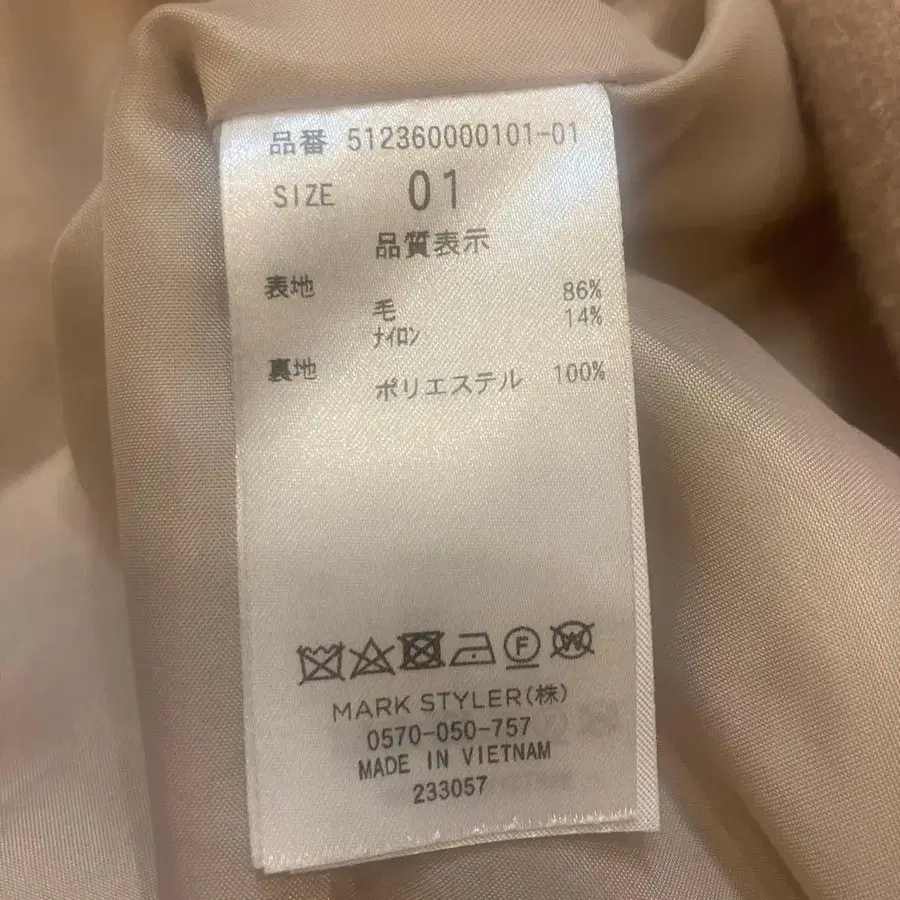 品番 512360000101-01
SIZE 01
品質表示
表地
毛 86%
ﾅｲﾛﾝ 14%
裏地
ポリエステル 100%
F W
MARK STYLER(株)
0570-050-757
MADE IN VIETNAM
233057